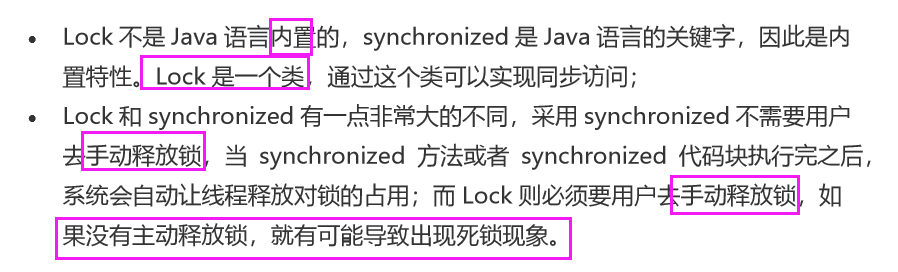 • Lock 不是 Java 语言内置的，synchronized 是 Java 语言的关键字，因此是内
置特性。Lock 是一个类，通过这个类可以实现同步访问；
• Lock 和 synchronized 有一点非常大的不同，采用 synchronized 不需要用户
去手动释放锁，当 synchronized 方法或者 synchronized 代码块执行完之后，
系统会自动让线程释放对锁的占用；而 Lock 则必须要用户去手动释放锁，如
果没有主动释放锁，就有可能导致出现死锁现象。